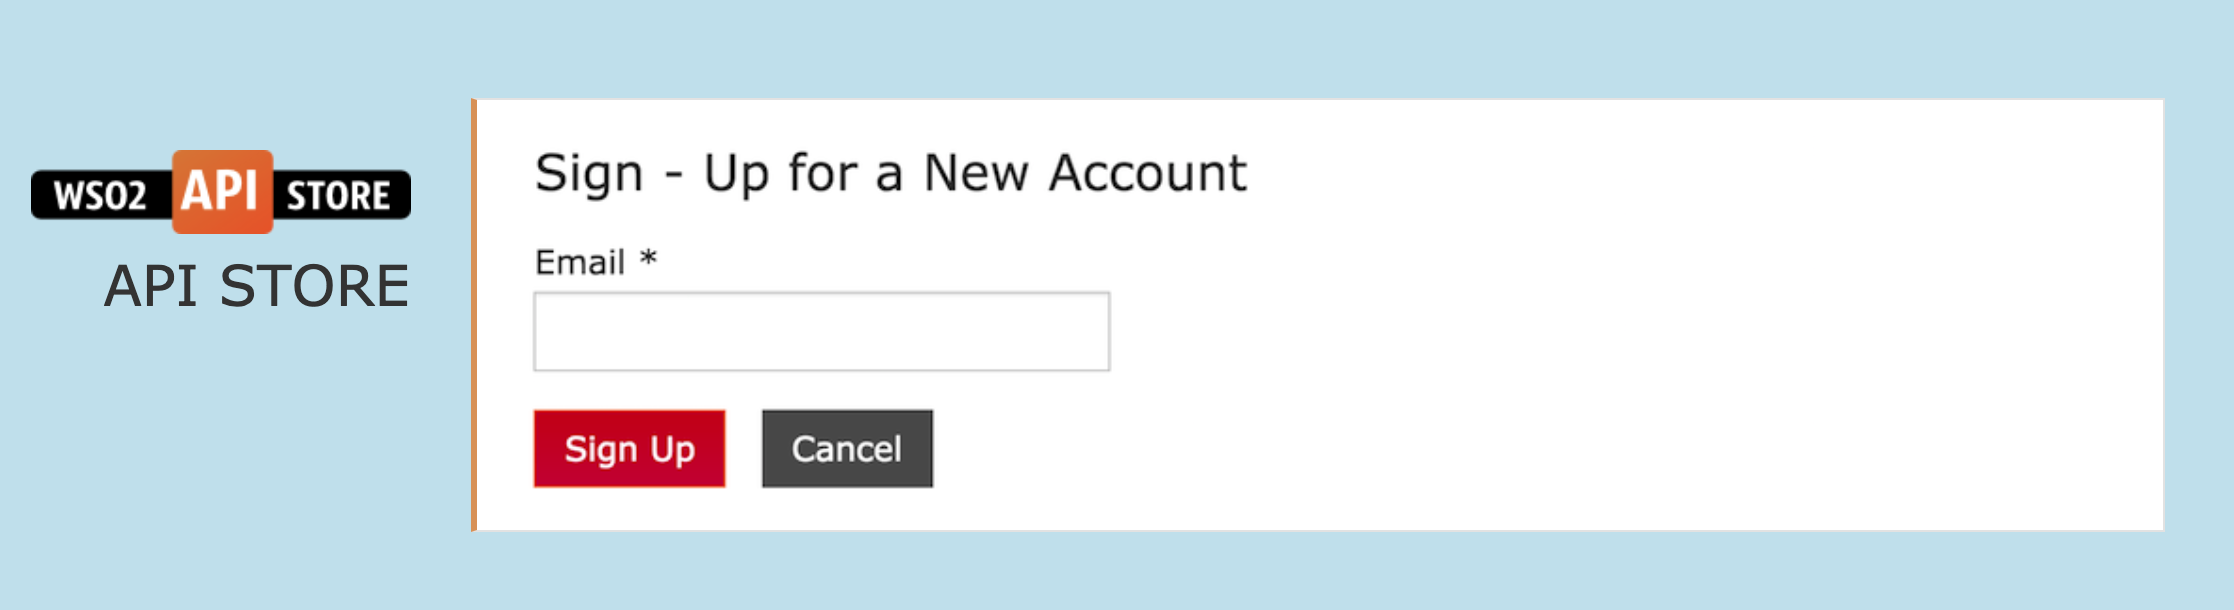 WSO2 API STORE
API STORE
Sign - Up for a New Account
Email *
Sign Up
Cancel